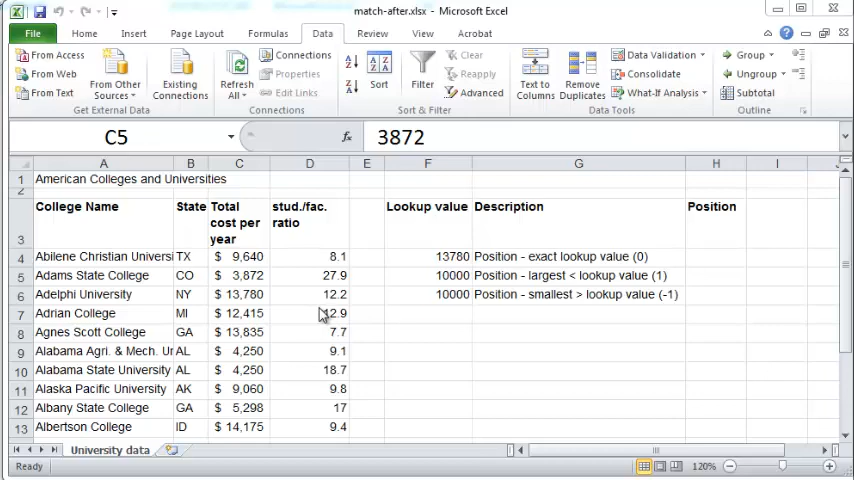 match-after.xlsx - Microsoft Excel
File Home Insert Page Layout Formulas Data Review View Acrobat
From Access
From Web
From Text
From Other Sources
Existing Connections
Get External Data
Refresh All
Connections
Properties
Edit Links
Connections
Sort
Filter
Clear
Reapply
Advanced
Sort & Filter
Text to Columns
Remove Duplicates
Data Validation
Consolidate
What-If Analysis
Data Tools
Group
Ungroup
Subtotal
Outline
C5 fx 3872
A B C D E F G H I
1 American Colleges and Universities
2
3 College Name State Total cost per year stud./fac. ratio Lookup value Description Position
4 Abilene Christian Universi TX $ 9,640 8.1 13780 Position - exact lookup value (0)
5 Adams State College CO $ 3,872 27.9 10000 Position - largest < lookup value (1)
6 Adelphi University NY $ 13,780 12.2 10000 Position - smallest > lookup value (-1)
7 Adrian College MI $ 12,415 12.9
8 Agnes Scott College GA $ 13,835 7.7
9 Alabama Agri. & Mech. Ur AL $ 4,250 9.1
10 Alabama State University AL $ 4,250 18.7
11 Alaska Pacific University AK $ 9,060 9.8
12 Albany State College GA $ 5,298 17
13 Albertson College ID $ 14,175 9.4
University data
Ready 120%